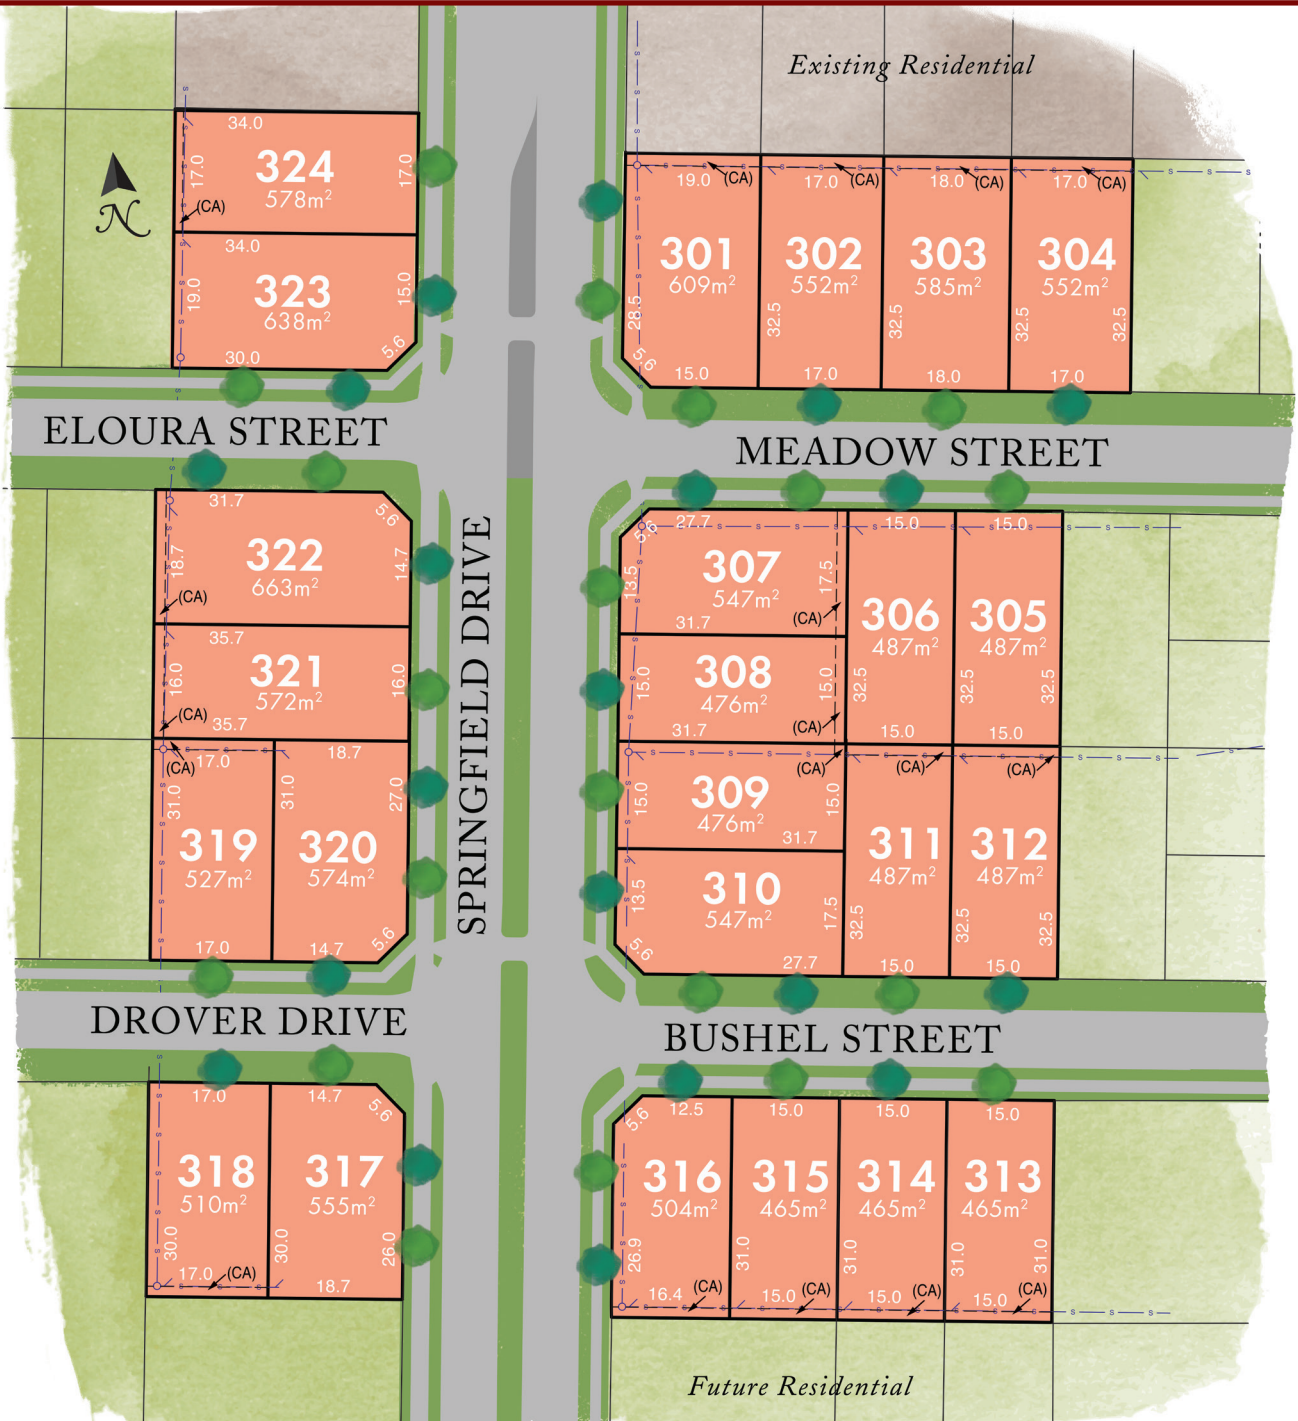 Existing Residential
34.0
17.0
324
578m²
17.0
(CA)
N
34.0
19.0
323
638m²
15.0
30.0
5.6
19.0
(CA)
301
609m²
28.5
5.6
15.0
17.0
(CA)
302
552m²
32.5
17.0
18.0
(CA)
303
585m²
32.5
18.0
17.0
(CA)
304
552m²
32.5
32.5
17.0
ELOURA STREET
MEADOW STREET
SPRINGFIELD DRIVE
31.7
5.6
322
663m²
18.7
14.7
(CA)
35.7
321
572m²
16.0
16.0
(CA)
35.7
(CA)
17.0
31.0
319
527m²
17.0
18.7
31.0
27.0
320
574m²
14.7
5.6
5.6
27.7
13.5
307
547m²
17.5
(CA)
31.7
15.0
308
476m²
15.0
(CA)
31.7
15.0
306
487m²
32.5
15.0
15.0
305
487m²
32.5
32.5
15.0
(CA)
15.0
309
476m²
15.0
31.7
13.5
310
547m²
17.5
5.6
27.7
(CA)
311
487m²
32.5
15.0
(CA)
312
487m²
32.5
32.5
15.0
DROVER DRIVE
BUSHEL STREET
17.0
318
510m²
30.0
17.0
(CA)
14.7
5.6
317
555m²
30.0
26.0
18.7
5.6
12.5
316
504m²
26.9
16.4
(CA)
15.0
315
465m²
31.0
15.0
(CA)
15.0
314
465m²
31.0
15.0
(CA)
15.0
313
465m²
31.0
31.0
15.0
(CA)
Future Residential